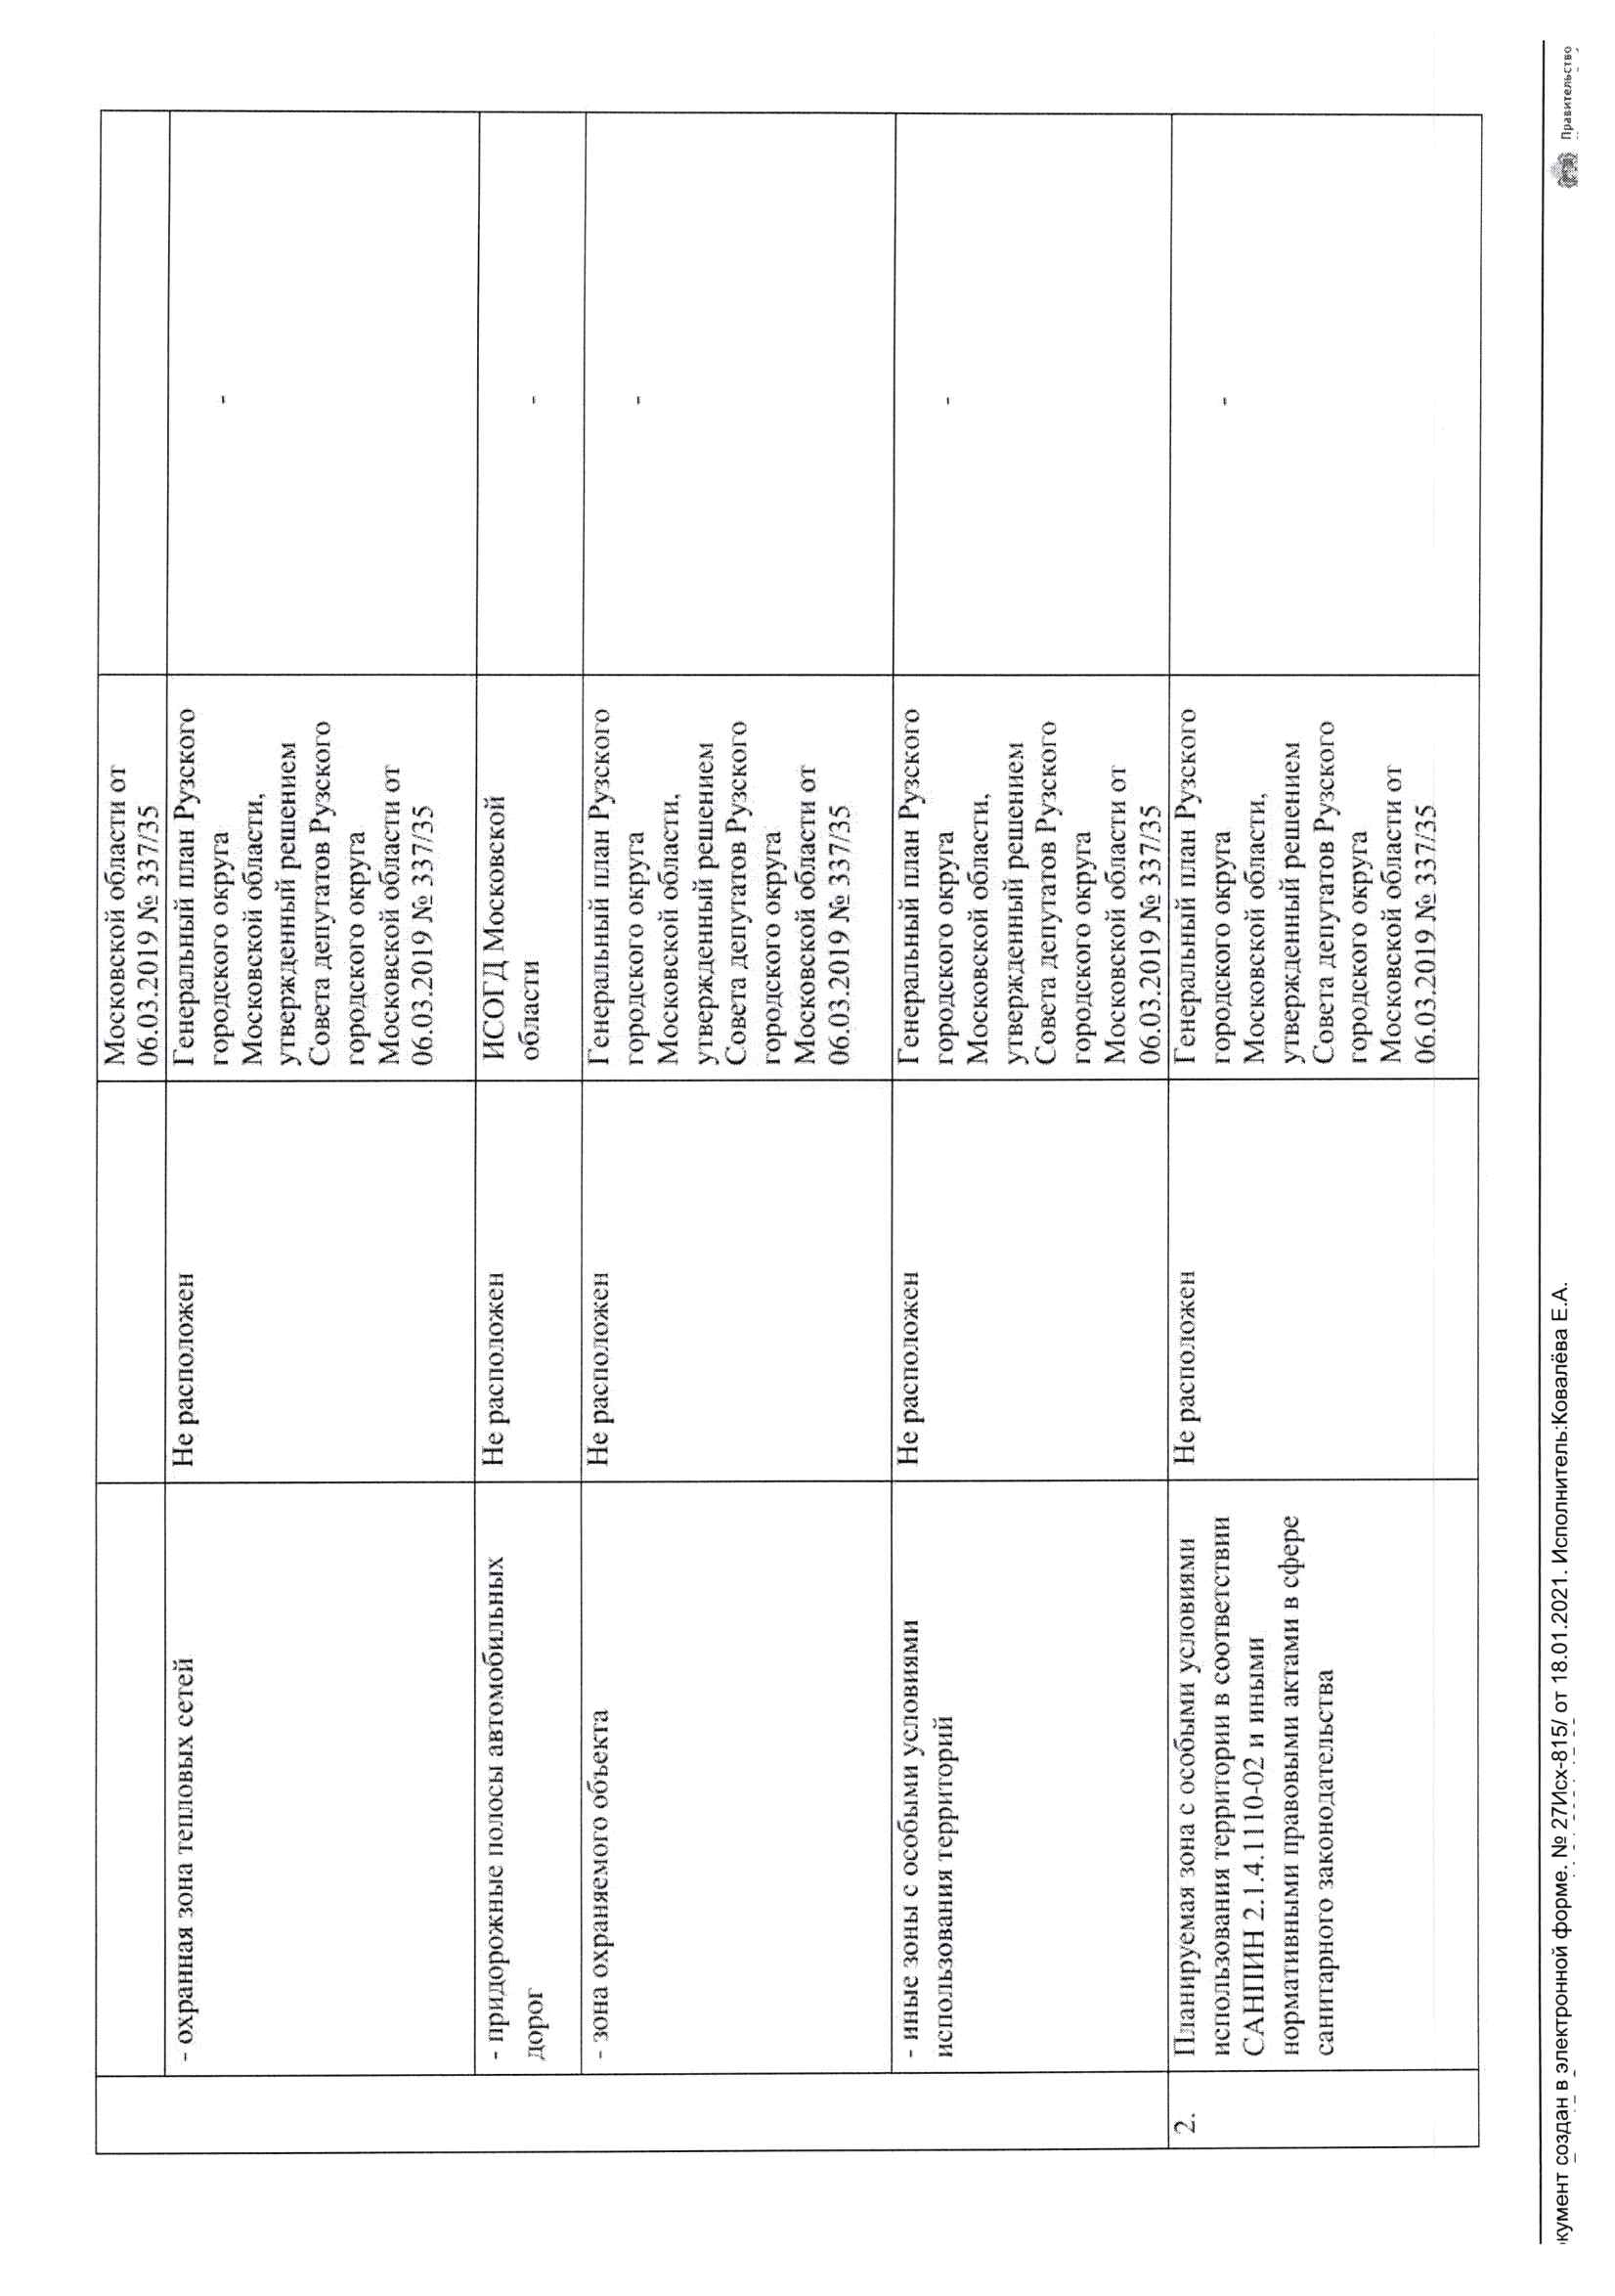 Московской области от
06.03.2019 № 337/35
- охранная зона тепловых сетей
Не расположен
Генеральный план Рузского
городского округа
Московской области,
утвержденный решением
Совета депутатов Рузского
городского округа
Московской области от
06.03.2019 № 337/35
-
- придорожные полосы автомобильных
дорог
Не расположен
ИСОГД Московской
области
-
- зона охраняемого объекта
Не расположен
Генеральный план Рузского
городского округа
Московской области,
утвержденный решением
Совета депутатов Рузского
городского округа
Московской области от
06.03.2019 № 337/35
-
- иные зоны с особыми условиями
использования территорий
Не расположен
Генеральный план Рузского
городского округа
Московской области,
утвержденный решением
Совета депутатов Рузского
городского округа
Московской области от
06.03.2019 № 337/35
-
2.
Планируемая зона с особыми условиями
использования территории в соответствии
САНПИН 2.1.4.1110-02 и иными
нормативными правовыми актами в сфере
санитарного законодательства
Не расположен
Генеральный план Рузского
городского округа
Московской области,
утвержденный решением
Совета депутатов Рузского
городского округа
Московской области от
06.03.2019 № 337/35
-
кумент создан в электронной форме. № 27Исх-815/ от 18.01.2021. Исполнитель:Ковалёва Е.А.
Правительство